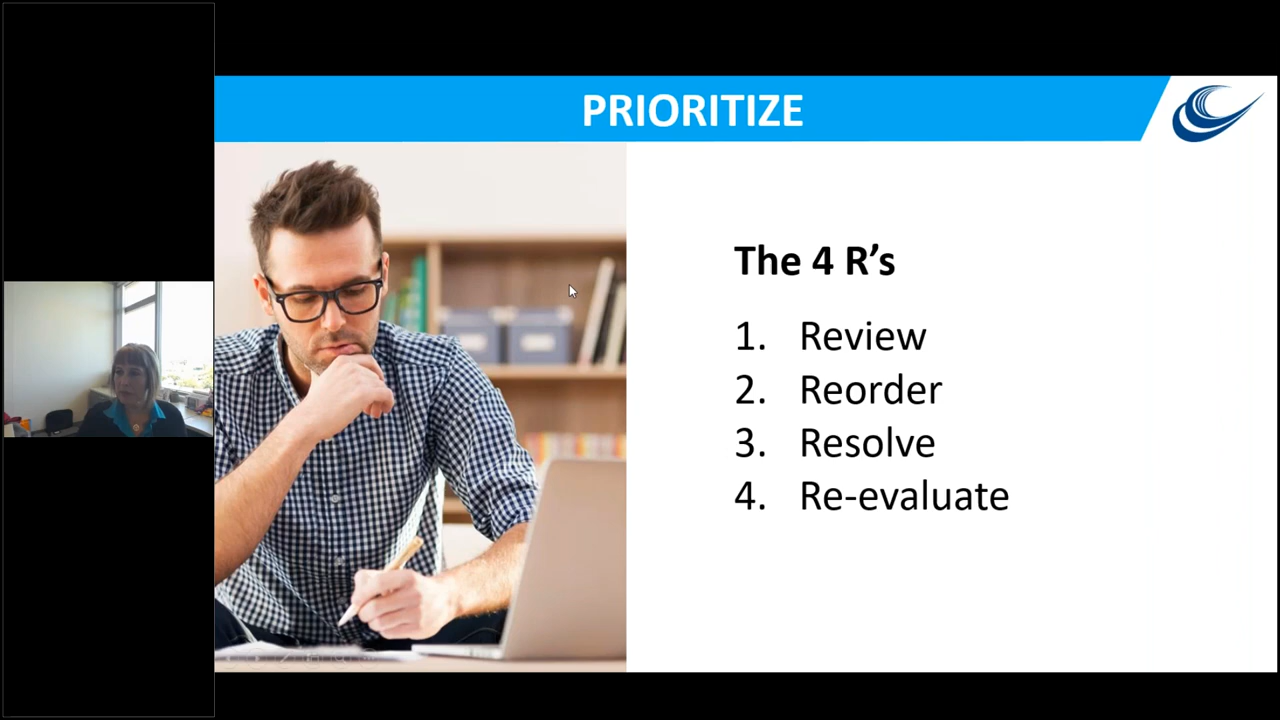 PRIORITIZE
The 4 R’s
1. Review
2. Reorder
3. Resolve
4. Re-evaluate